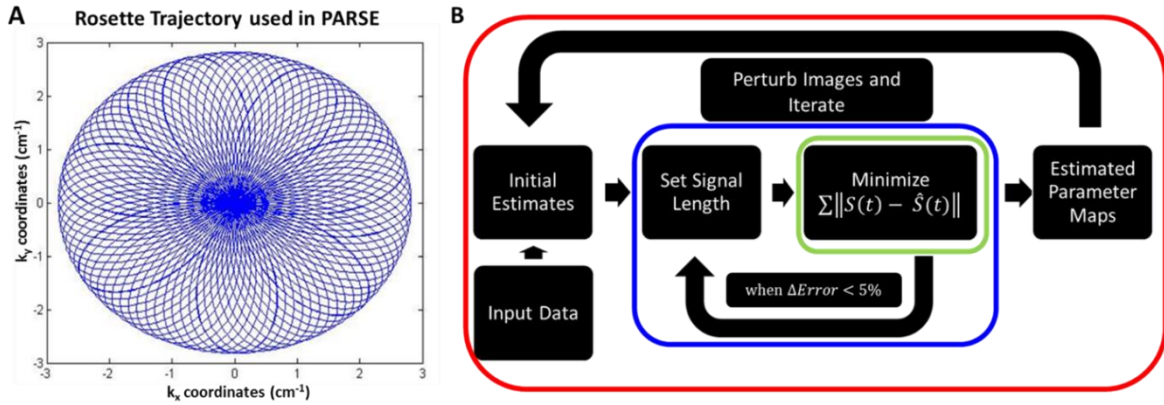 A
Rosette Trajectory used in PARSE
3
2
1
0
-1
-2
-3
k_y coordinates (cm⁻¹)
-3 -2 -1 0 1 2 3
k_x coordinates (cm⁻¹)
B
Perturb Images and
Iterate
Initial
Estimates
Set Signal
Length
Minimize
∑‖S(t) − Ŝ(t)‖
Estimated
Parameter
Maps
when ΔError < 5%
Input Data